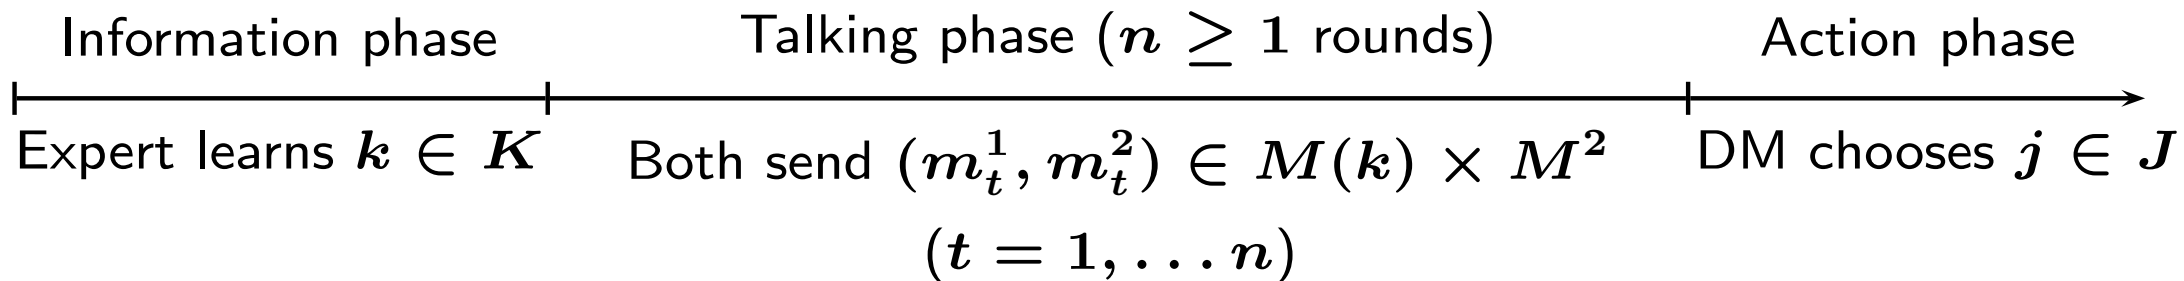 Information phase Talking phase (n ≥ 1 rounds) Action phase
Expert learns k ∈ K Both send (m_t^1, m_t^2) ∈ M(k) × M^2 DM chooses j ∈ J
(t = 1, . . . n)